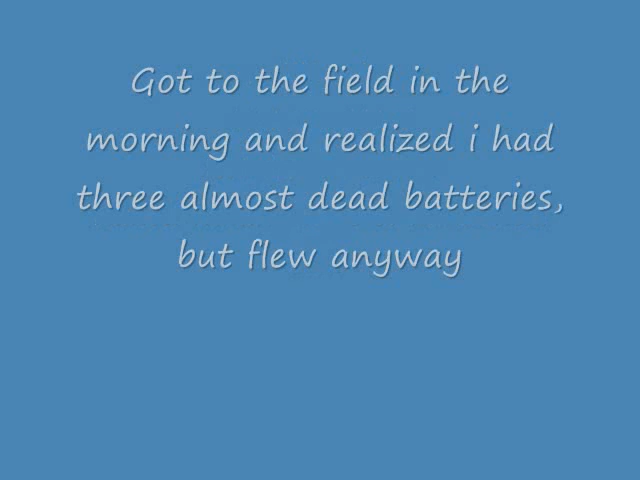 Got to the field in the
morning and realized i had
three almost dead batteries,
but flew anyway